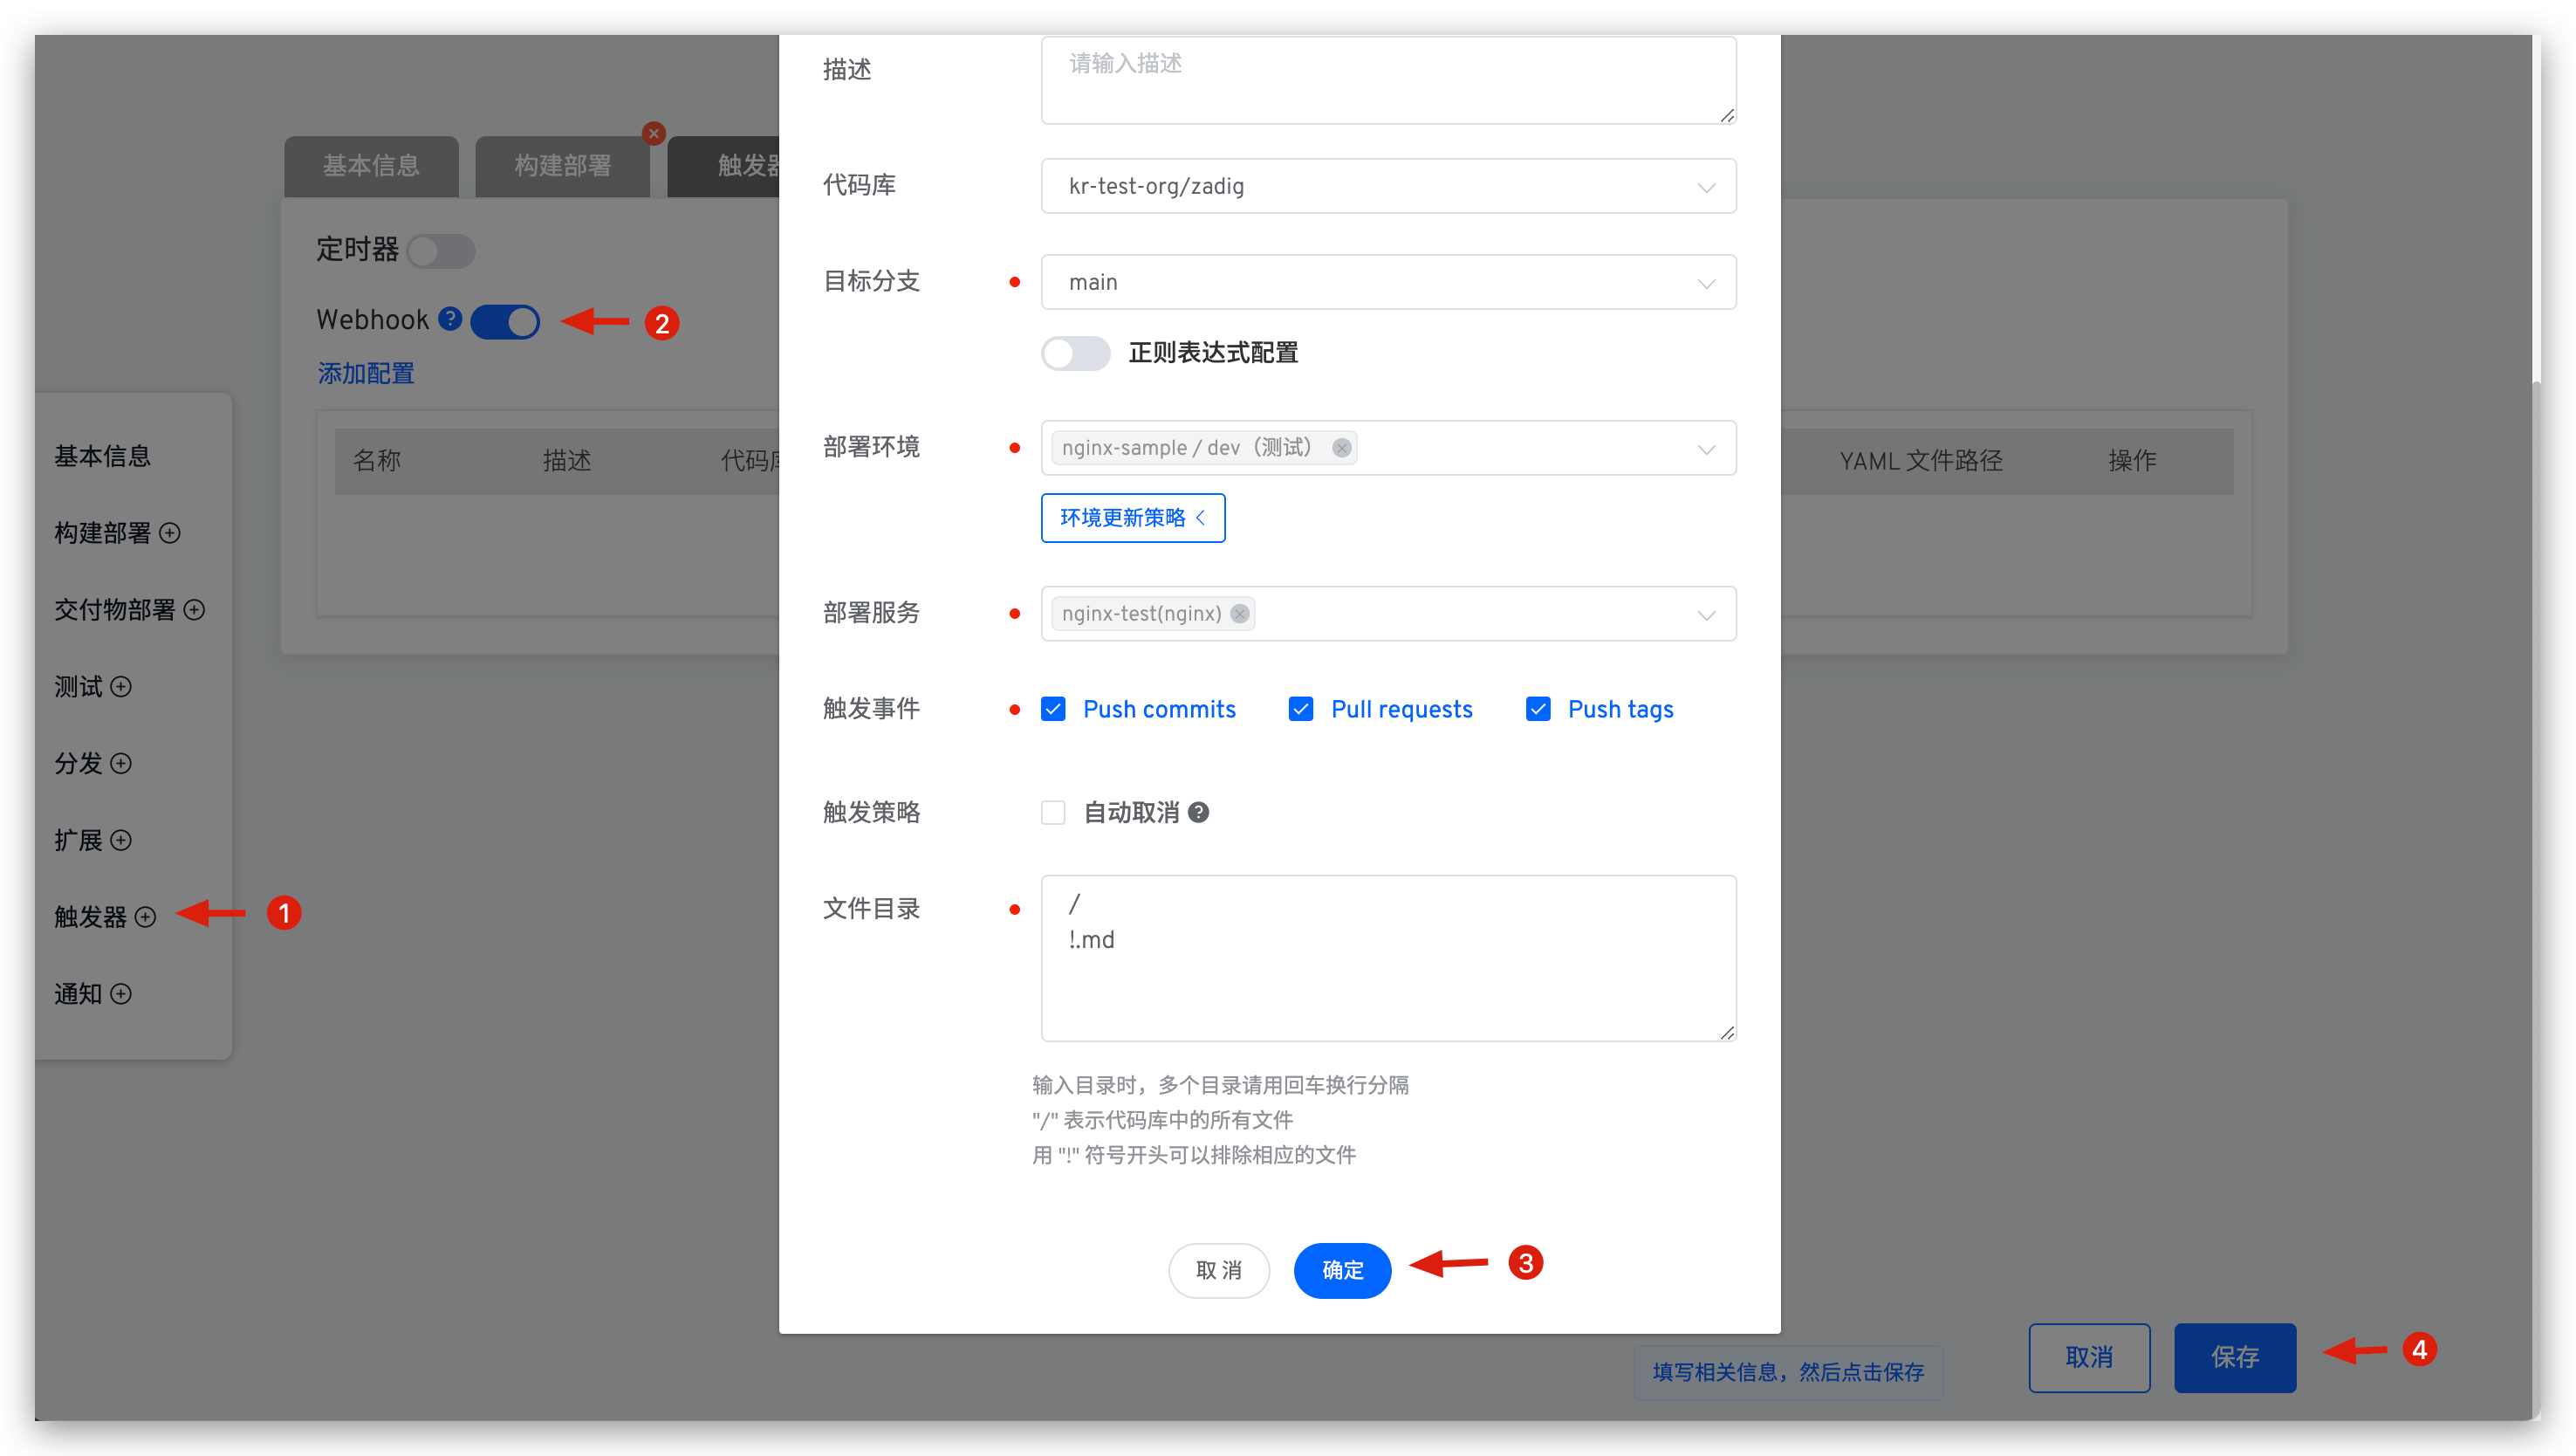 基本信息
构建部署
触发器
定时器
Webhook ?
添加配置
名称
描述
代码库
YAML 文件路径
操作
2
基本信息
构建部署
交付物部署
测试
分发
扩展
触发器
1
通知
描述
请输入描述
代码库
kr-test-org/zadig
目标分支
main
正则表达式配置
部署环境
nginx-sample / dev（测试）
环境更新策略
部署服务
nginx-test(nginx)
触发事件
Push commits
Pull requests
Push tags
触发策略
自动取消 ?
文件目录
/
!.md
输入目录时，多个目录请用回车换行分隔
"/" 表示代码库中的所有文件
用 "!" 符号开头可以排除相应的文件
取 消
确定
3
填写相关信息，然后点击保存
取消
保存
4